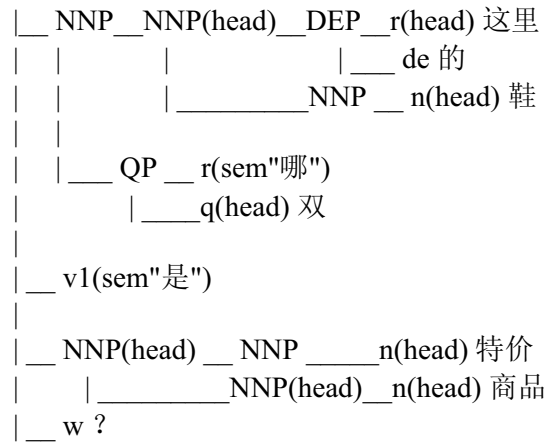 |__ NNP__NNP(head)__DEP__r(head) 这里
| | | |___ de 的
| | |_________NNP __ n(head) 鞋
| |
| |___ QP __ r(sem"哪")
| |____q(head) 双
|
|__ v1(sem"是")
|
|__ NNP(head) __ NNP _____n(head) 特价
| |_________NNP(head)__n(head) 商品
|__ w ?